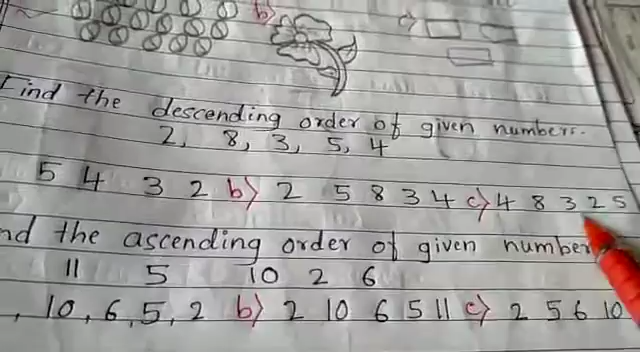 b) c)
Find the descending order of given numbers.
2, 8, 3, 5, 4
5 4 3 2 b) 2 5 8 3 4 c) 4 8 3 2 5
the ascending order of given number
11 5 10 2 6
, 10, 6, 5, 2 b) 2 10 6 5 11 c) 2 5 6 10